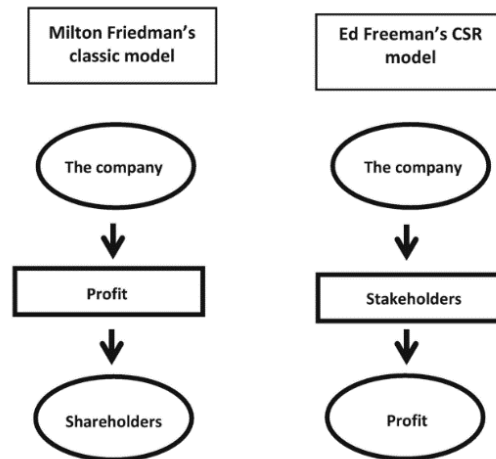 Milton Friedman’s
classic model
Ed Freeman’s CSR
model
The company
The company
Profit
Stakeholders
Shareholders
Profit